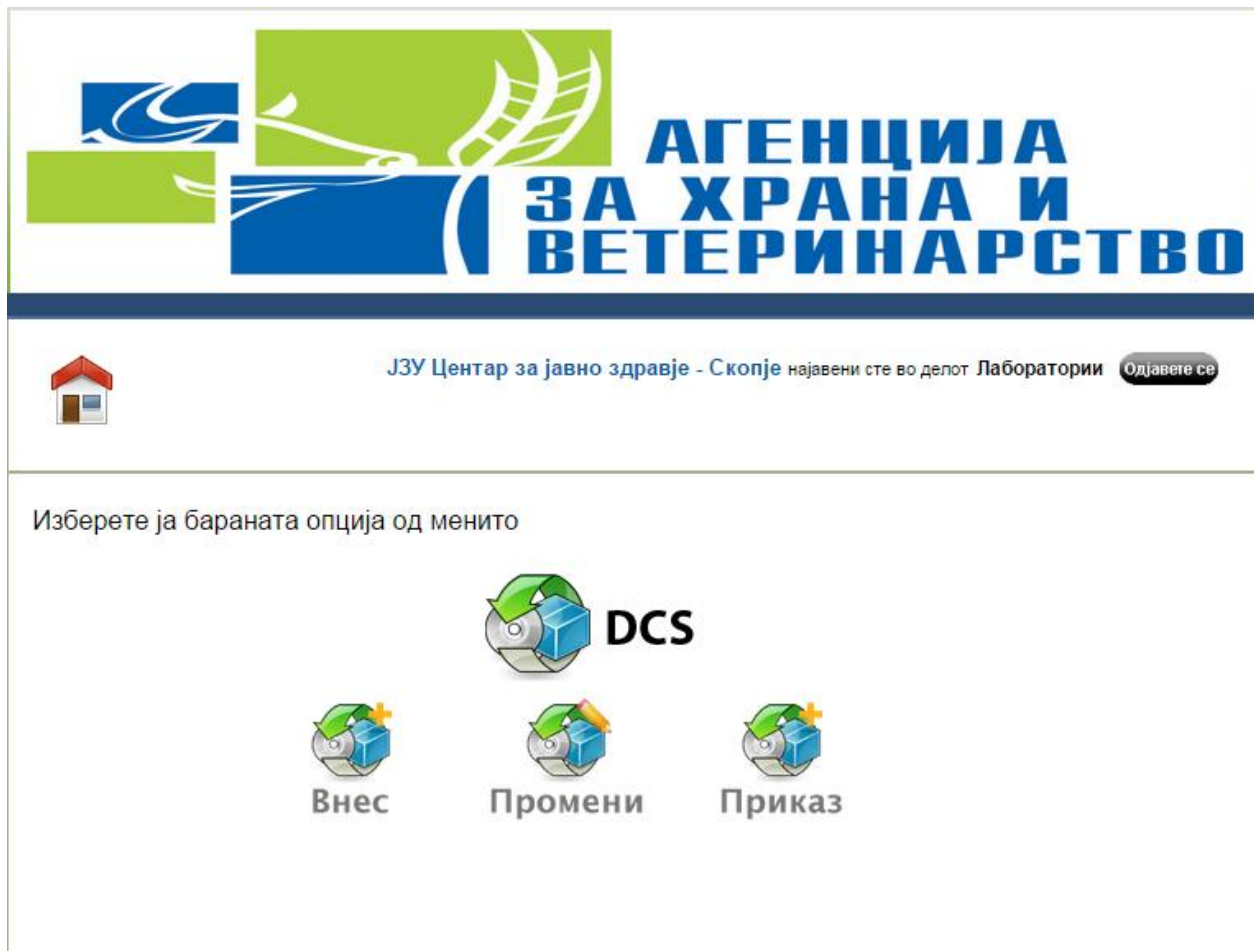 АГЕНЦИЈА
ЗА ХРАНА И
ВЕТЕРИНАРСТВО
ЈЗУ Центар за јавно здравје - Скопје најавени сте во делот Лаборатории Одјавете се
Изберете ја бараната опција од менито
DCS
Внес Промени Приказ